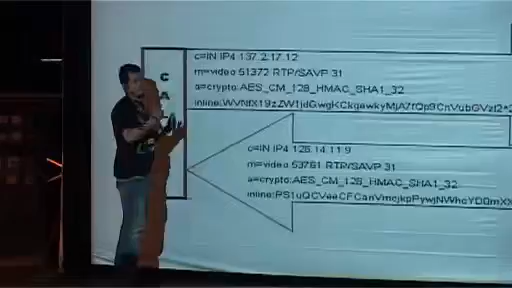 C
A
c=IN IP4 137.2.17.12
m=video 51372 RTP/SAVP 31
a=crypto:AES_CM_128_HMAC_SHA1_32
c=IN IP4 126.14.11.9
m=video 53761 RTP/SAVP 31
a=crypto:AES_CM_128_HMAC_SHA1_32